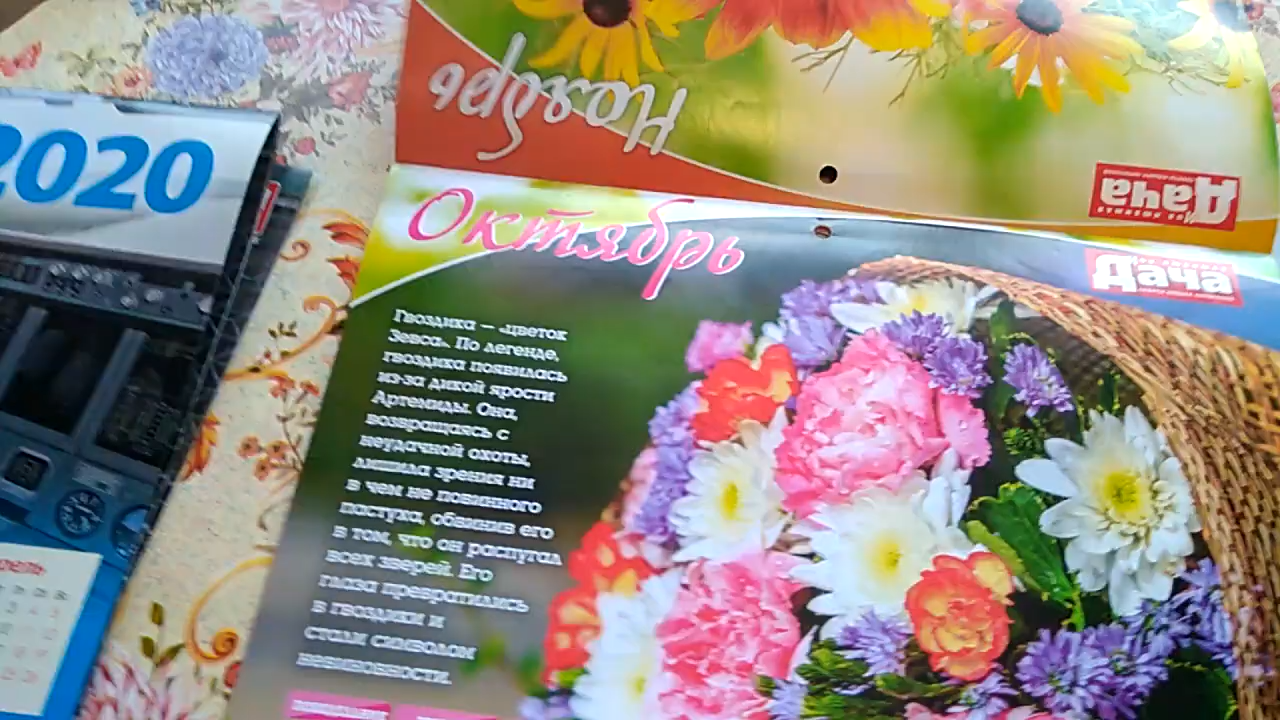 2020
Ноябрь
Дача
Октябрь
Дача
Гвоздика – «цветок
Зевса». По легенде,
гвоздика появилась
из-за дикой ярости
Артемиды. Она,
возвращаясь с
неудачной охоты,
лишила зрения ни
в чем не повинного
пастуха, обвинив его
в том, что он распугал
всех зверей. Его
глаза превратились
в гвоздики и
стали символом
невиновности.